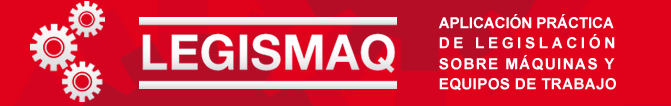 LEGISMAQ
APLICACIÓN PRÁCTICA
DE LEGISLACIÓN
SOBRE MÁQUINAS Y
EQUIPOS DE TRABAJO